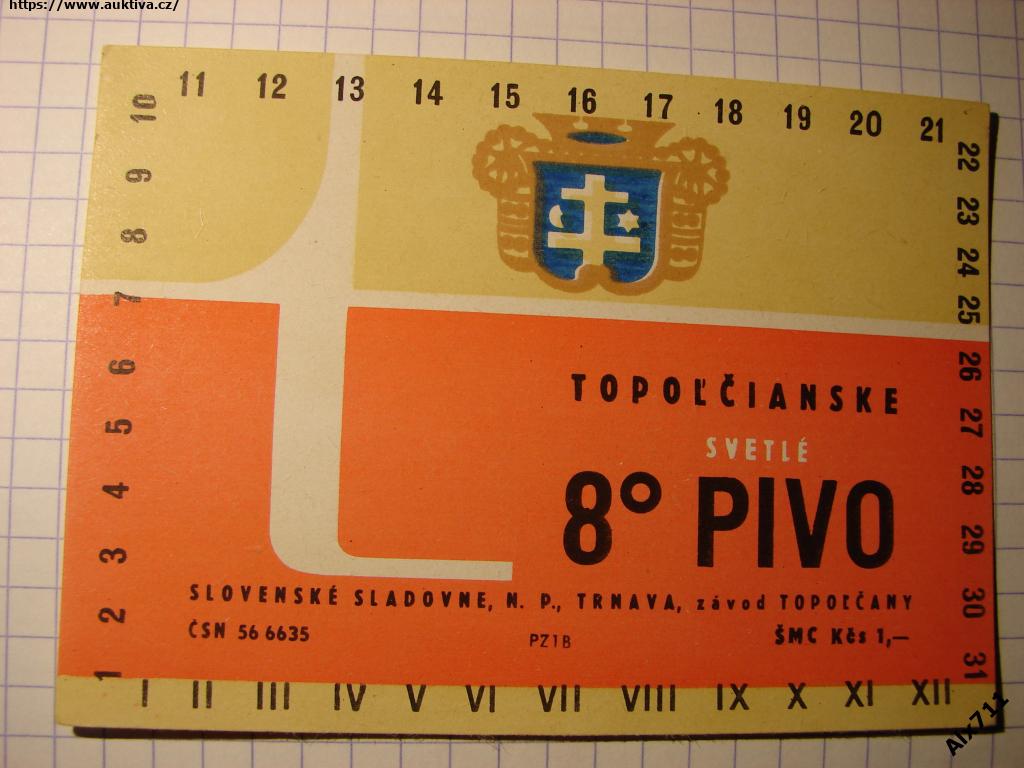 https://www.auktiva.cz/
11 12 13 14 15 16 17 18 19 20 21
10
9
8
7
6
5
4
3
2
1
22
23
24
25
26
27
28
29
30
31
TOPOĽČIANSKE
SVETLÉ
8° PIVO
SLOVENSKÉ SLADOVNE, N. P., TRNAVA, závod TOPOĽČANY
ČSN 56 6635 PZ1B ŠMC Kčs 1,—
I II III IV V VI VII VIII IX X XI XII
Alx711